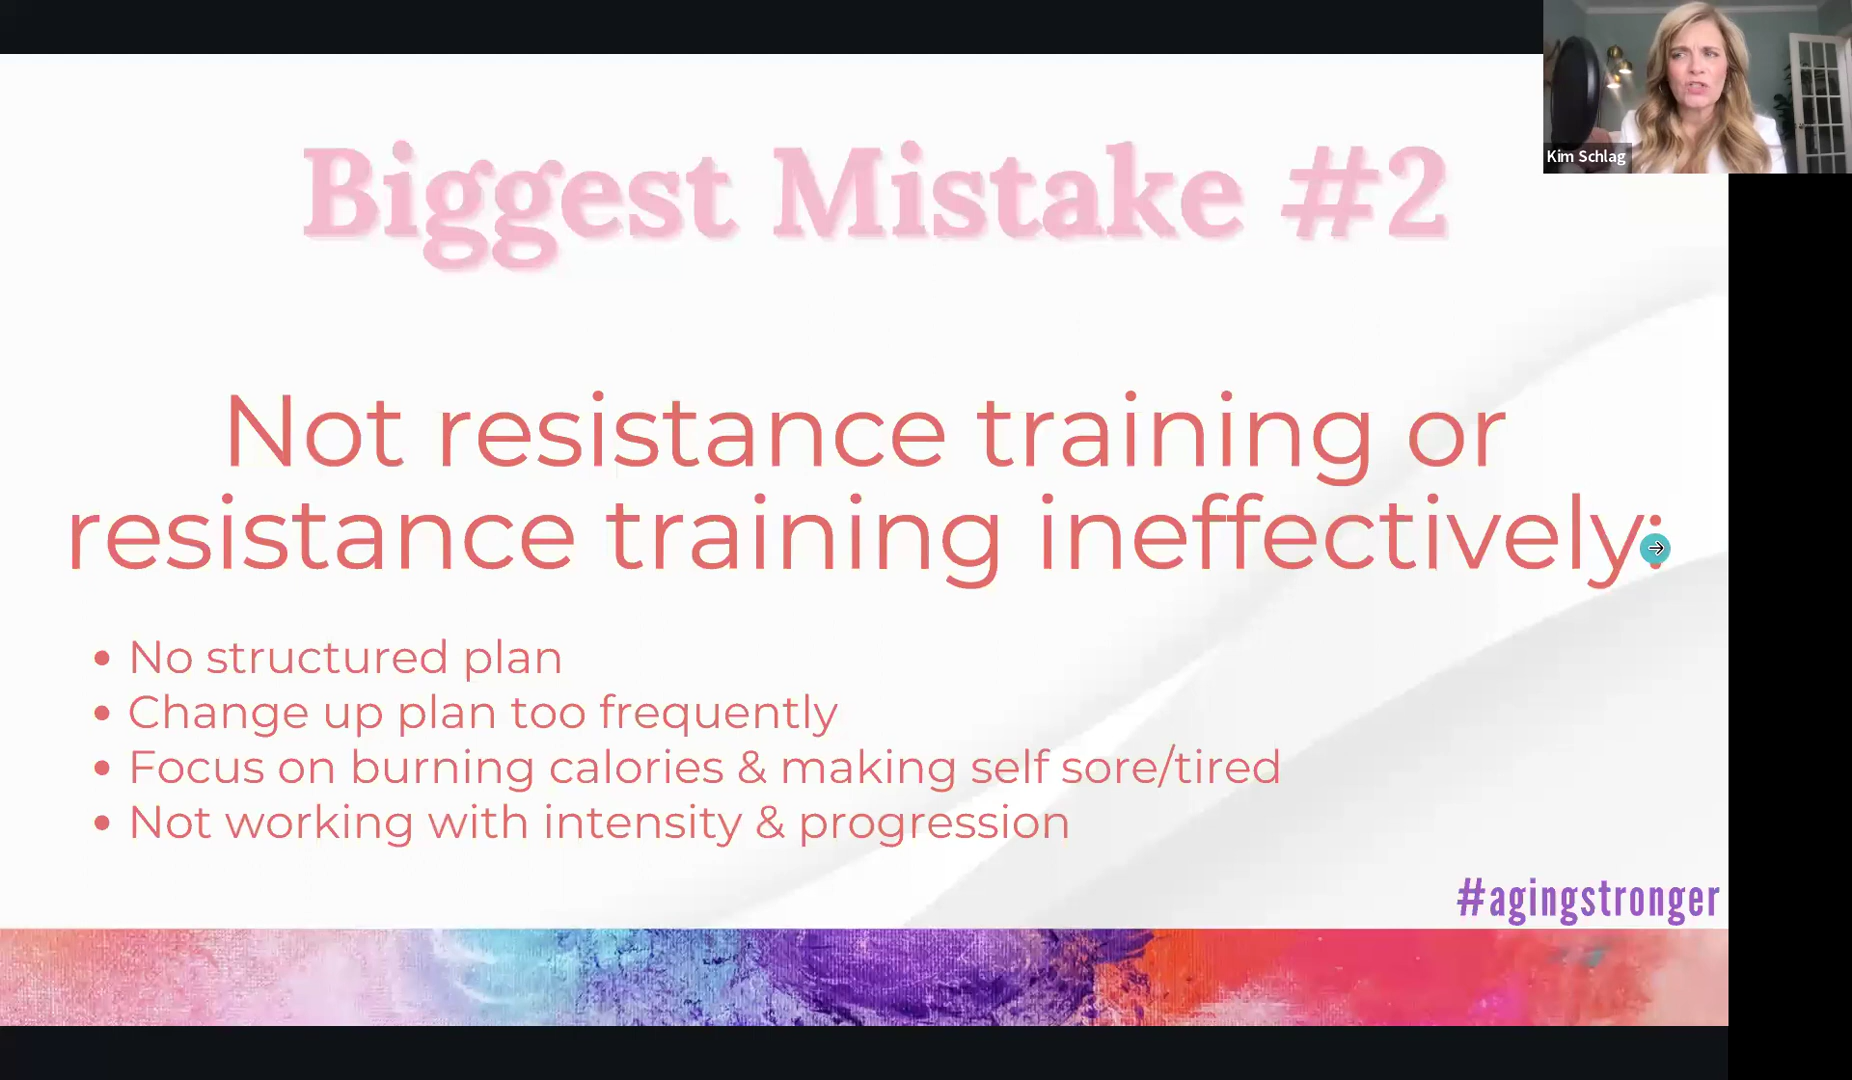 Kim Schlag
Biggest Mistake #2
Not resistance training or
resistance training ineffectively:
• No structured plan
• Change up plan too frequently
• Focus on burning calories & making self sore/tired
• Not working with intensity & progression
#agingstronger